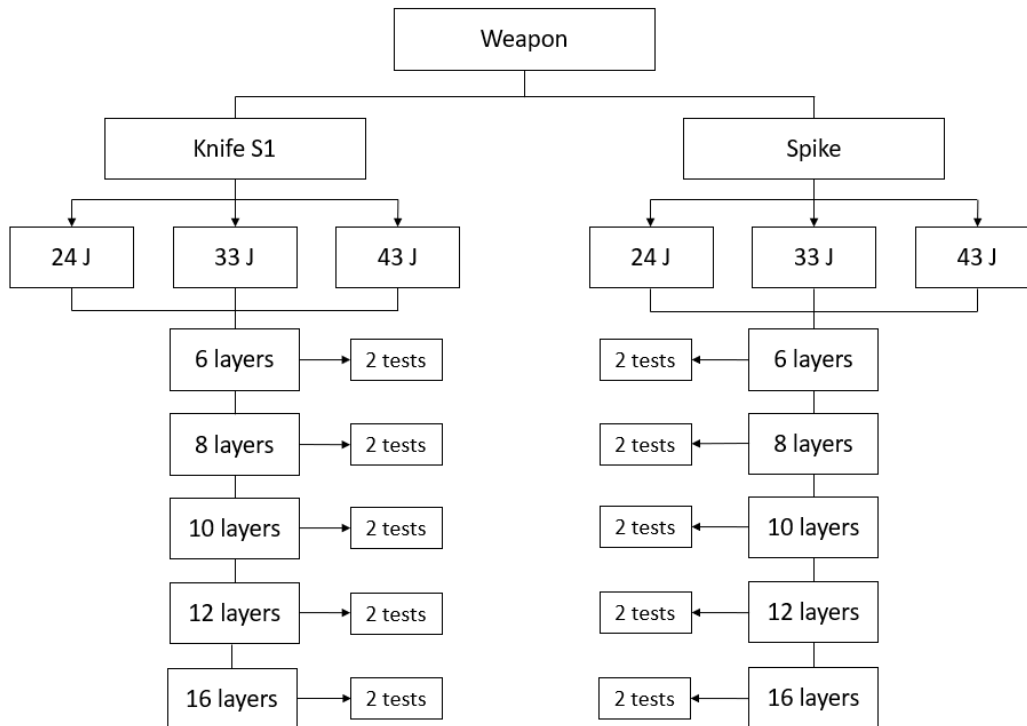 Weapon
Knife S1
Spike
24 J
33 J
43 J
24 J
33 J
43 J
6 layers
2 tests
2 tests
6 layers
8 layers
2 tests
2 tests
8 layers
10 layers
2 tests
2 tests
10 layers
12 layers
2 tests
2 tests
12 layers
16 layers
2 tests
2 tests
16 layers